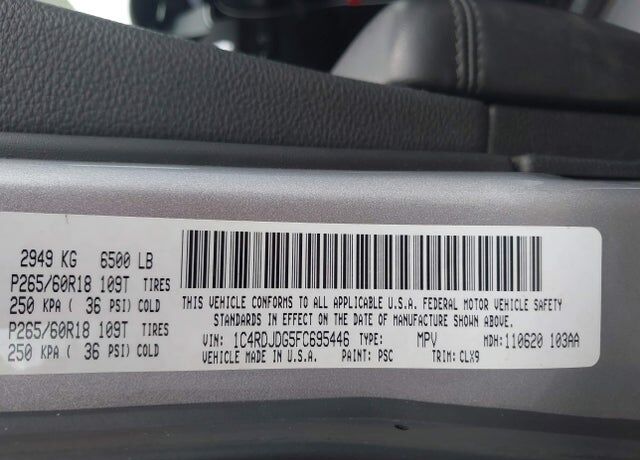 2949 KG 6500 LB
P265/60R18 109T TIRES
250 KPA ( 36 PSI) COLD
P265/60R18 109T TIRES
250 KPA ( 36 PSI) COLD
THIS VEHICLE CONFORMS TO ALL APPLICABLE U.S.A. FEDERAL MOTOR VEHICLE SAFETY
STANDARDS IN EFFECT ON THE DATE OF MANUFACTURE SHOWN ABOVE.
VIN: 1C4RDJDG5FC695446 TYPE: MPV MDH: 110620 103AA
VEHICLE MADE IN U.S.A. PAINT: PSC TRIM: CLX9